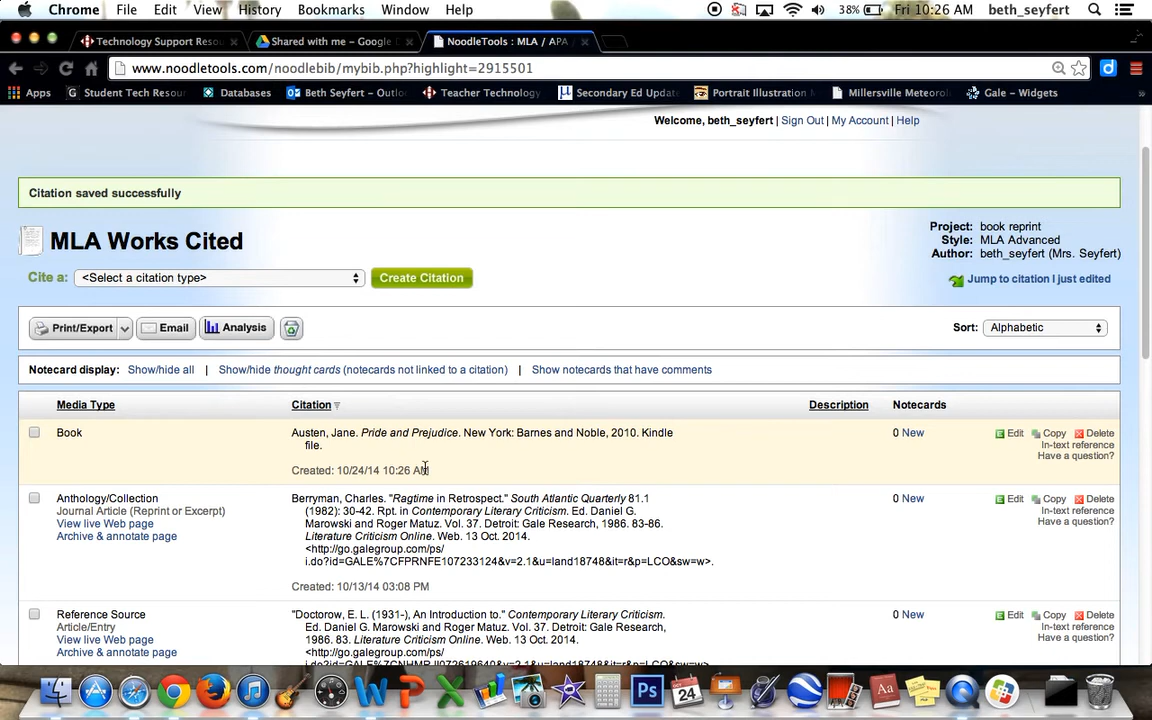 Chrome File Edit View History Bookmarks Window Help 38% Fri 10:26 AM beth_seyfert
Technology Support Resou × Shared with me – Google × NoodleTools : MLA / APA ×
www.noodletools.com/noodlebib/mybib.php?highlight=2915501
Apps Student Tech Resour Databases Beth Seyfert – Outlo Teacher Technology Secondary Ed Update Portrait Illustration Millersville Meteorol Gale – Widgets »
Welcome, beth_seyfert | Sign Out | My Account | Help
Citation saved successfully
MLA Works Cited
Project: book reprint
Style: MLA Advanced
Author: beth_seyfert (Mrs. Seyfert)
Cite a: <Select a citation type> Create Citation
Jump to citation I just edited
Print/Export Email Analysis Sort: Alphabetic
Notecard display: Show/hide all | Show/hide thought cards (notecards not linked to a citation) | Show notecards that have comments
Media Type Citation Description Notecards
Book Austen, Jane. Pride and Prejudice. New York: Barnes and Noble, 2010. Kindle 0 New Edit Copy Delete
file. In-text reference
Have a question?
Created: 10/24/14 10:26 AM
Anthology/Collection Berryman, Charles. "Ragtime in Retrospect." South Atlantic Quarterly 81.1 0 New Edit Copy Delete
Journal Article (Reprint or Excerpt) (1982): 30-42. Rpt. in Contemporary Literary Criticism. Ed. Daniel G. In-text reference
View live Web page Marowski and Roger Matuz. Vol. 37. Detroit: Gale Research, 1986. 83-86. Have a question?
Archive & annotate page Literature Criticism Online. Web. 13 Oct. 2014.
<http://go.galegroup.com/ps/
i.do?id=GALE%7CFPRNFE107233124&v=2.1&u=land18748&it=r&p=LCO&sw=w>.
Created: 10/13/14 03:08 PM
Reference Source "Doctorow, E. L. (1931-), An Introduction to." Contemporary Literary Criticism. 0 New Edit Copy Delete
Article/Entry Ed. Daniel G. Marowski and Roger Matuz. Vol. 37. Detroit: Gale Research, In-text reference
View live Web page 1986. 83. Literature Criticism Online. Web. 13 Oct. 2014. Have a question?
Archive & annotate page <http://go.galegroup.com/ps/